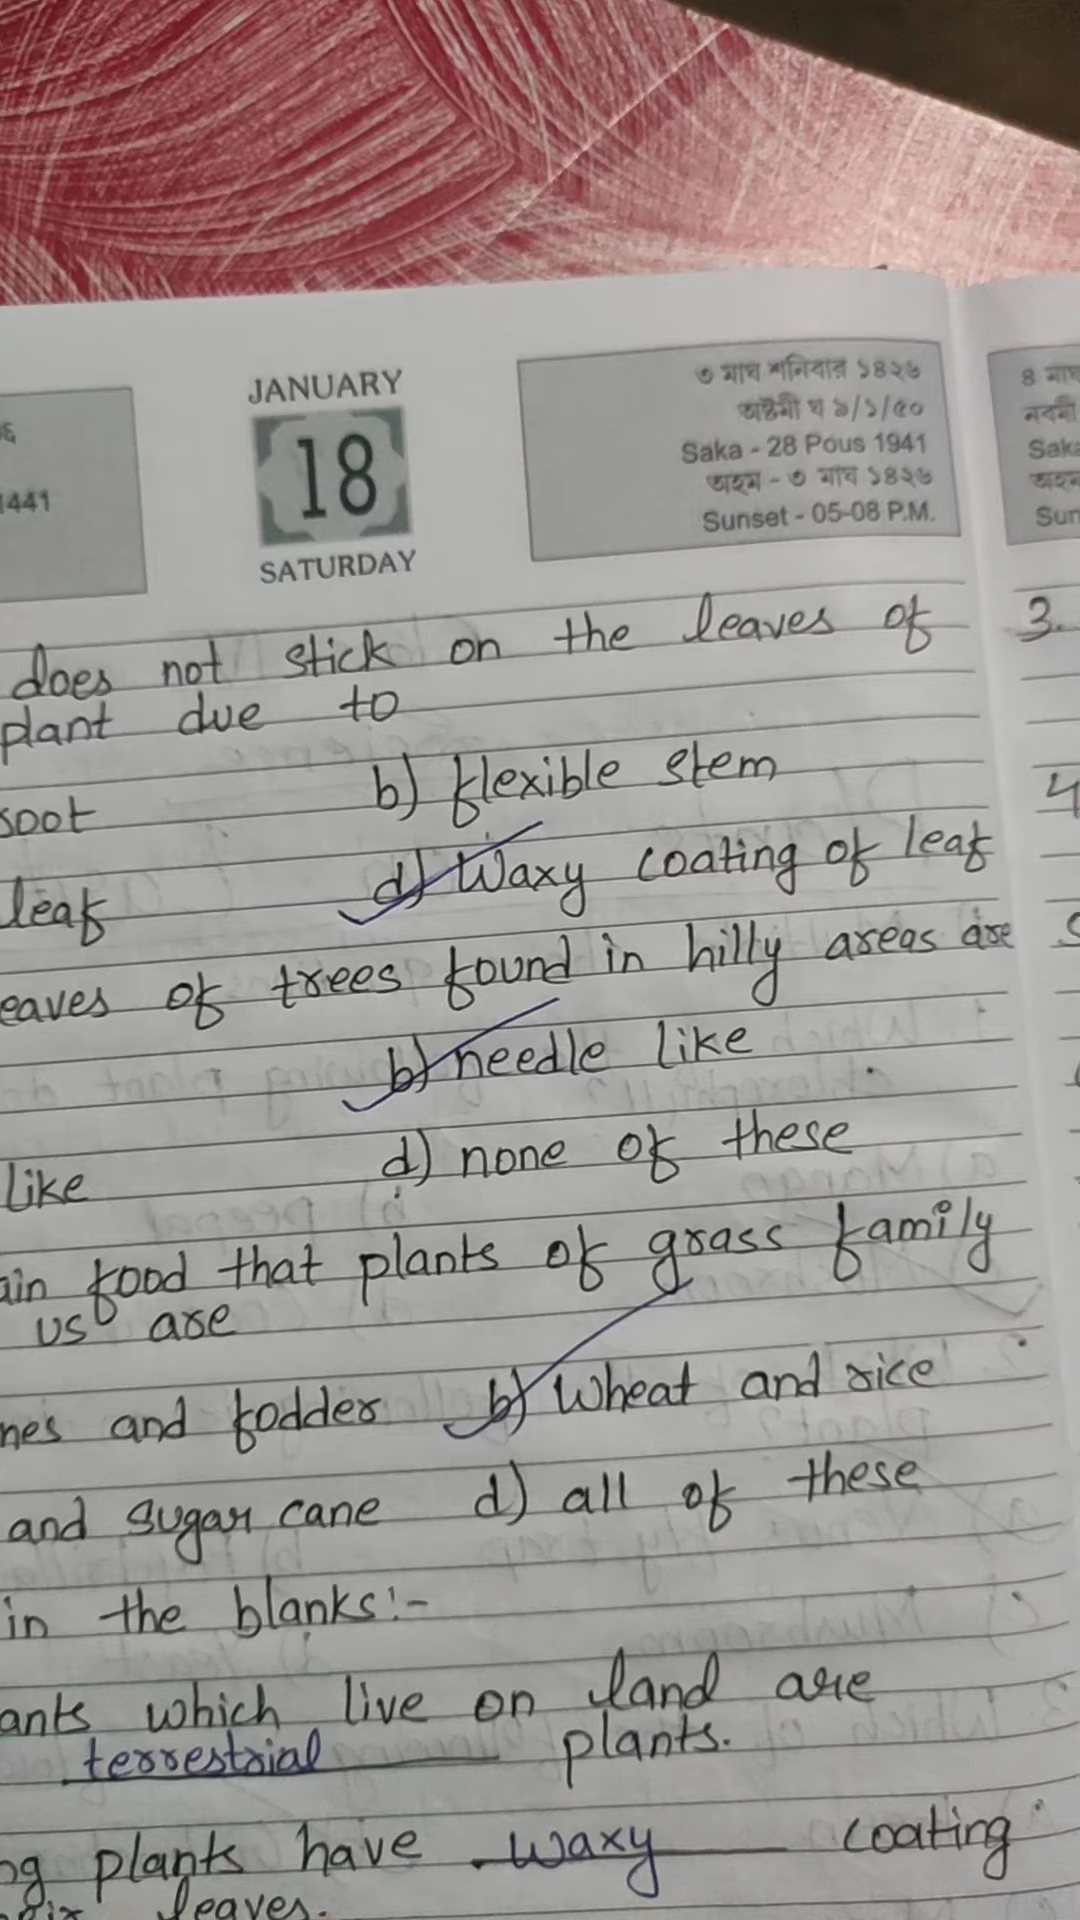 1441
JANUARY
18
SATURDAY
৩ মাঘ শনিবার ১৪২৬
অষ্টমী ঘ ৯/১/৫০
Saka - 28 Pous 1941
অহম - ৩ মাঘ ১৪২৬
Sunset - 05-08 P.M.
৪ মাঘ
নবমী
Saka
Sun
does not stick on the leaves of
plant due to
b) flexible stem
leaf d) Waxy coating of leaf
eaves of trees found in hilly areas are
b) needle like
like d) none of these
ain food that plants of grass family
us are
nes and fodder b) Wheat and rice
and sugar cane d) all of these
in the blanks:-
ants which live on land are
terrestrial plants.
ng plants have waxy coating
leaves.
3.
4